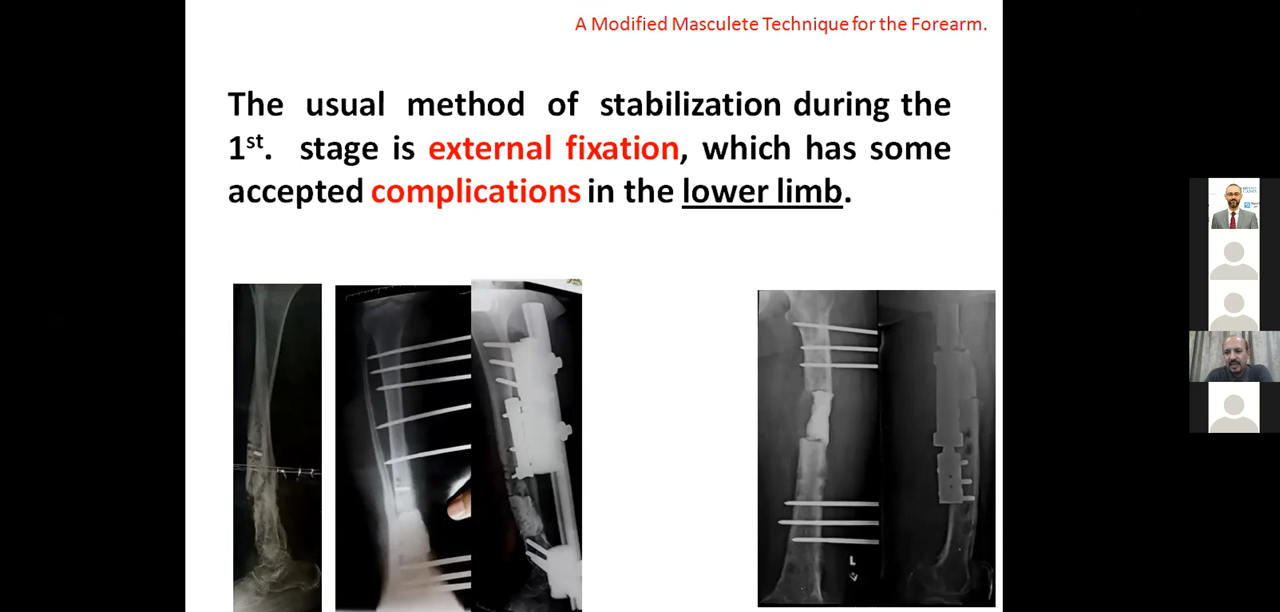 A Modified Masculete Technique for the Forearm.
The usual method of stabilization during the
1st. stage is external fixation, which has some
accepted complications in the lower limb.
L